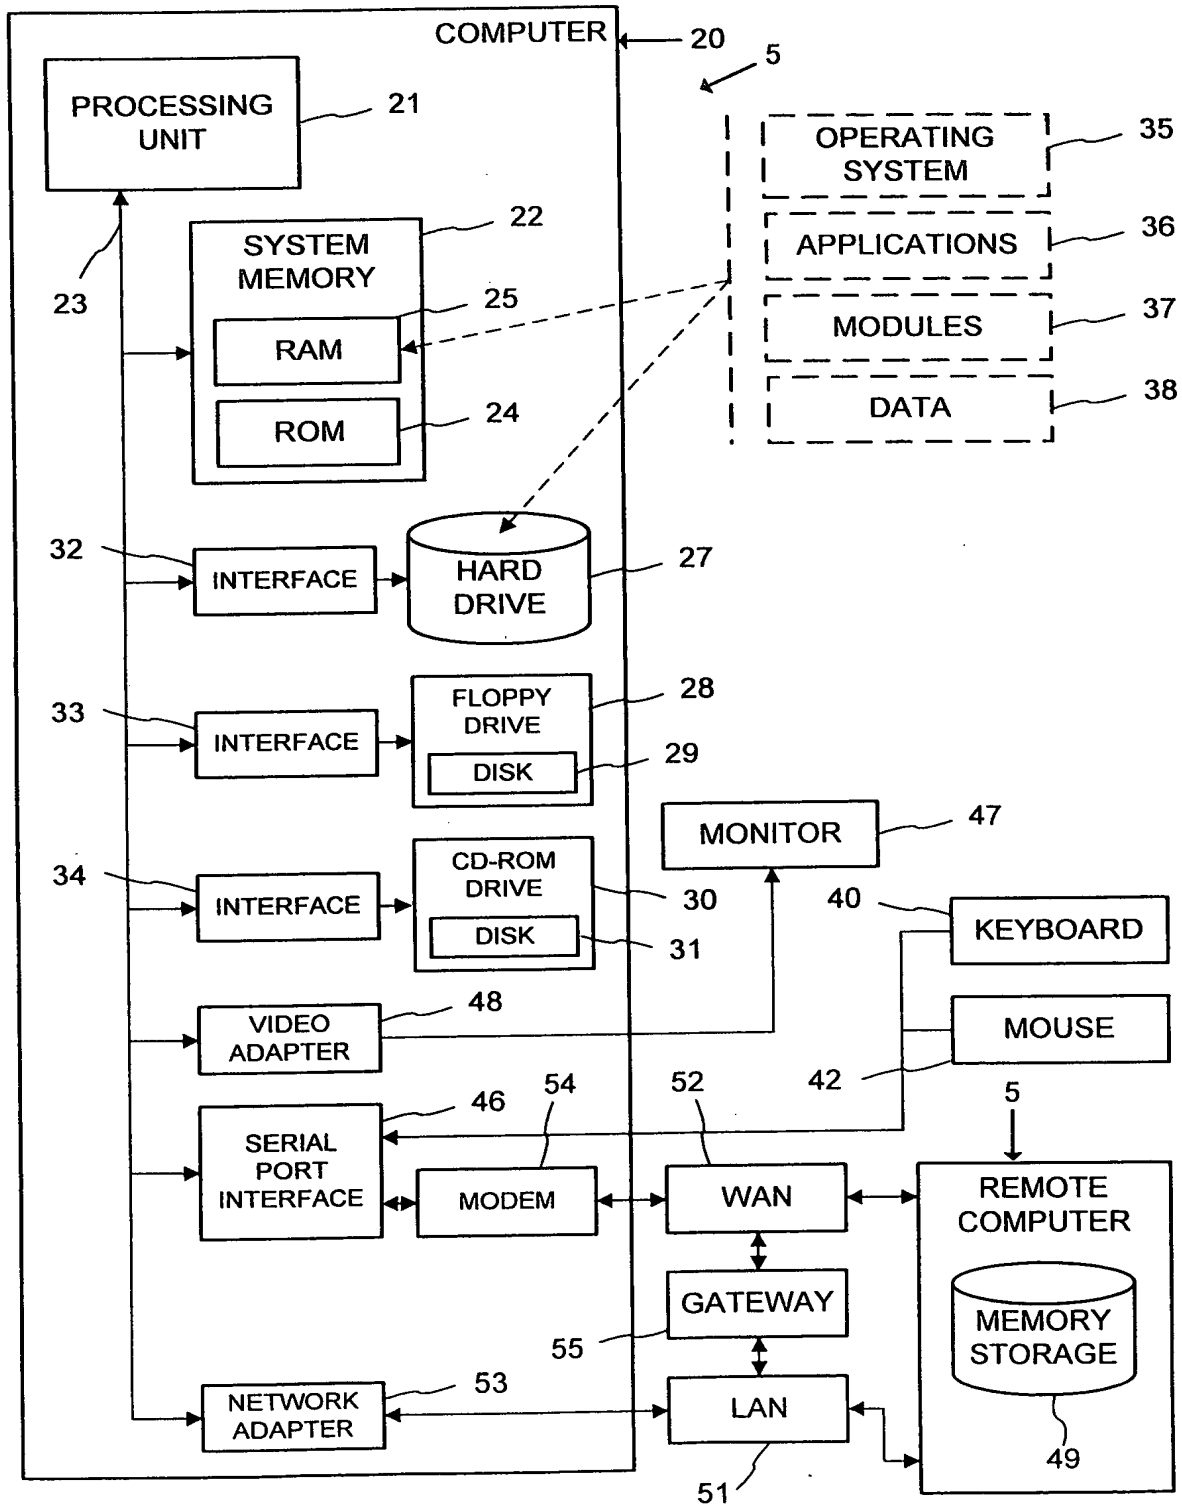 COMPUTER
20
5
PROCESSING
UNIT
21
OPERATING
SYSTEM
35
23
SYSTEM
MEMORY
22
25
RAM
24
ROM
APPLICATIONS
36
MODULES
37
DATA
38
32
INTERFACE
HARD
DRIVE
27
33
INTERFACE
FLOPPY
DRIVE
28
DISK
29
34
INTERFACE
CD-ROM
DRIVE
30
DISK
31
MONITOR
47
40
KEYBOARD
MOUSE
42
VIDEO
ADAPTER
48
SERIAL
PORT
INTERFACE
46
54
MODEM
52
WAN
5
REMOTE
COMPUTER
GATEWAY
55
MEMORY
STORAGE
49
NETWORK
ADAPTER
53
LAN
51